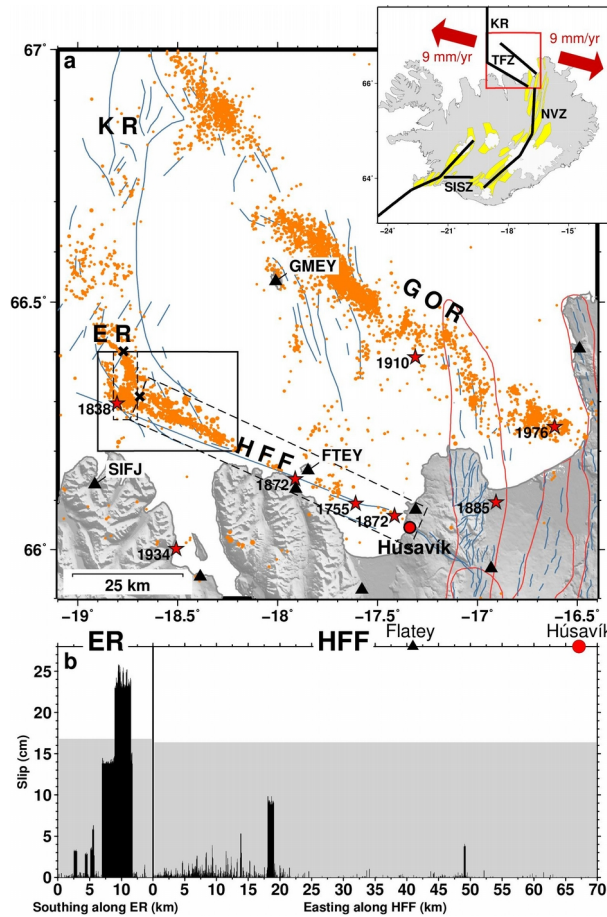 67˚
a
KR
TFZ
9 mm/yr
9 mm/yr
66˚
NVZ
64˚
SISZ
-24˚
-21˚
-18˚
-15˚
K R
GMEY
66.5˚
G O R
E R
1910
1838
1976
H F F
FTEY
SIFJ
1872
1755
1872
1885
66˚
1934
Húsavík
25 km
-19˚
-18.5˚
-18˚
-17.5˚
-17˚
-16.5˚
b
ER
HFF
Flatey
Húsavík
Slip (cm)
25
20
15
10
5
0
0 5 10 0 5 10 15 20 25 30 35 40 45 50 55 60 65 70
Southing along ER (km)
Easting along HFF (km)